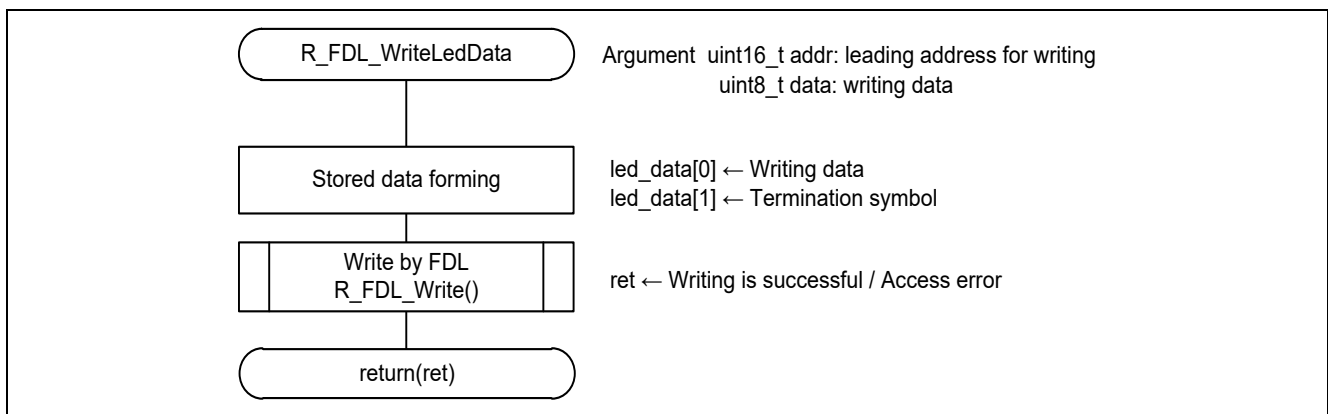 R_FDL_WriteLedData
Argument uint16_t addr: leading address for writing
uint8_t data: writing data
Stored data forming
led_data[0] ← Writing data
led_data[1] ← Termination symbol
Write by FDL
R_FDL_Write()
ret ← Writing is successful / Access error
return(ret)